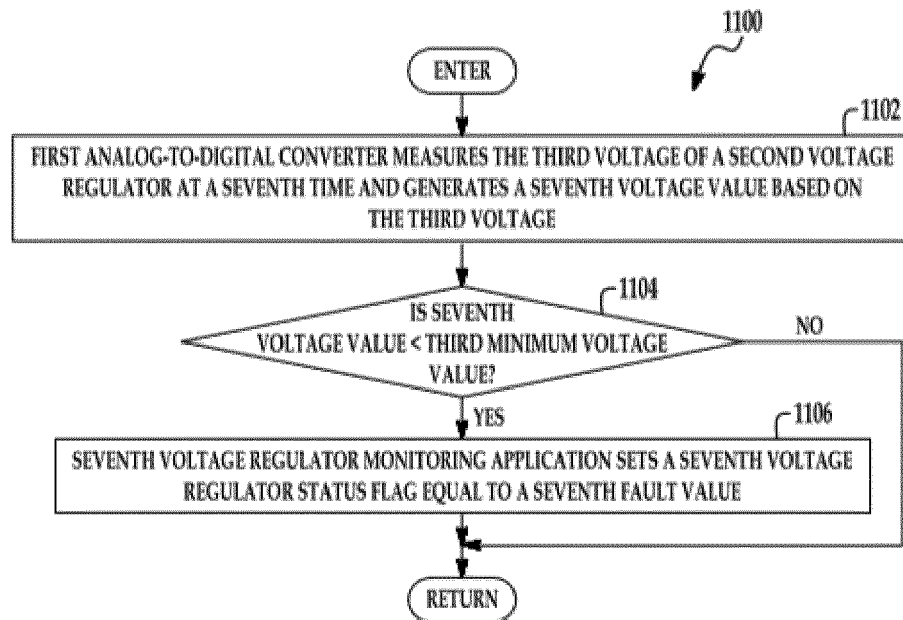 1100
ENTER
1102
FIRST ANALOG-TO-DIGITAL CONVERTER MEASURES THE THIRD VOLTAGE OF A SECOND VOLTAGE
REGULATOR AT A SEVENTH TIME AND GENERATES A SEVENTH VOLTAGE VALUE BASED ON
THE THIRD VOLTAGE
1104
IS SEVENTH
VOLTAGE VALUE < THIRD MINIMUM VOLTAGE
VALUE?
NO
YES
1106
SEVENTH VOLTAGE REGULATOR MONITORING APPLICATION SETS A SEVENTH VOLTAGE
REGULATOR STATUS FLAG EQUAL TO A SEVENTH FAULT VALUE
RETURN